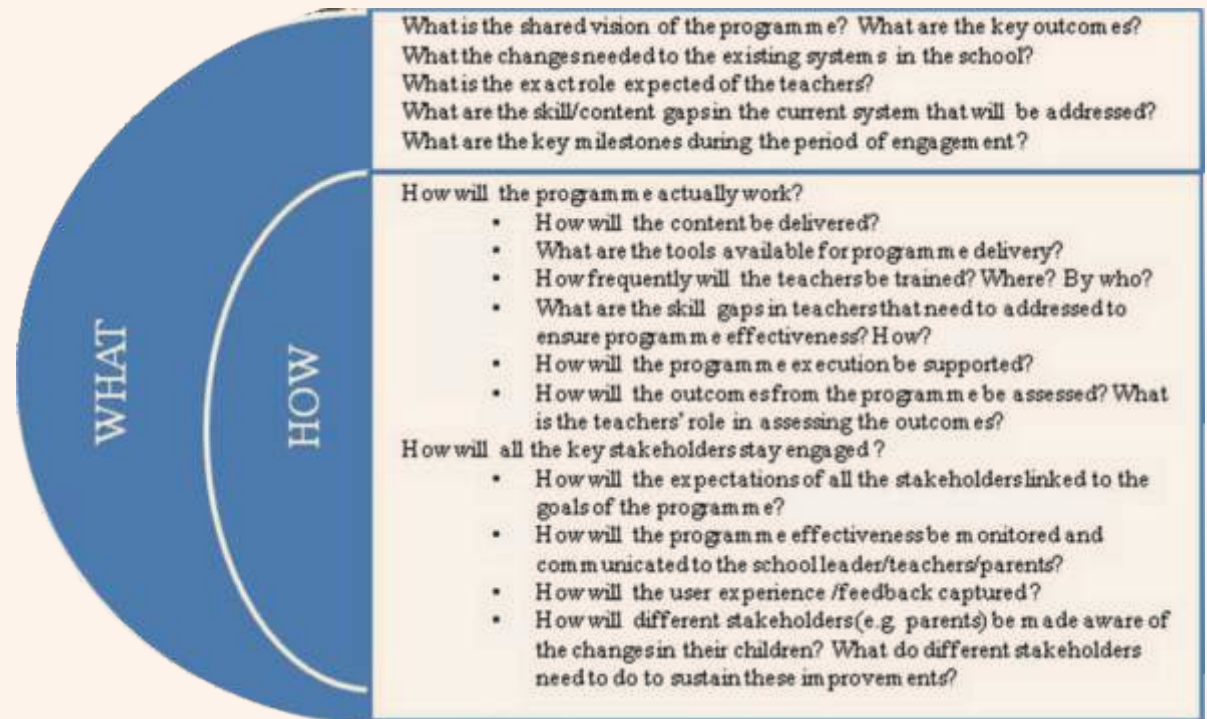 WHAT
HOW
What is the shared vision of the programme? What are the key outcomes?
What the changes needed to the existing systems in the school?
What is the exact role expected of the teachers?
What are the skill/content gaps in the current system that will be addressed?
What are the key milestones during the period of engagement?
How will the programme actually work?
• How will the content be delivered?
• What are the tools available for programme delivery?
• How frequently will the teachers be trained? Where? By who?
• What are the skill gaps in teachers that need to addressed to
ensure programme effectiveness? How?
• How will the programme execution be supported?
• How will the outcomes from the programme be assessed? What
is the teachers' role in assessing the outcomes?
How will all the key stakeholders stay engaged?
• How will the expectations of all the stakeholders linked to the
goals of the programme?
• How will the programme effectiveness be monitored and
communicated to the school leader/teachers/parents?
• How will the user experience /feedback captured?
• How will different stakeholders (e.g. parents) be made aware of
the changes in their children? What do different stakeholders
need to do to sustain these improvements?